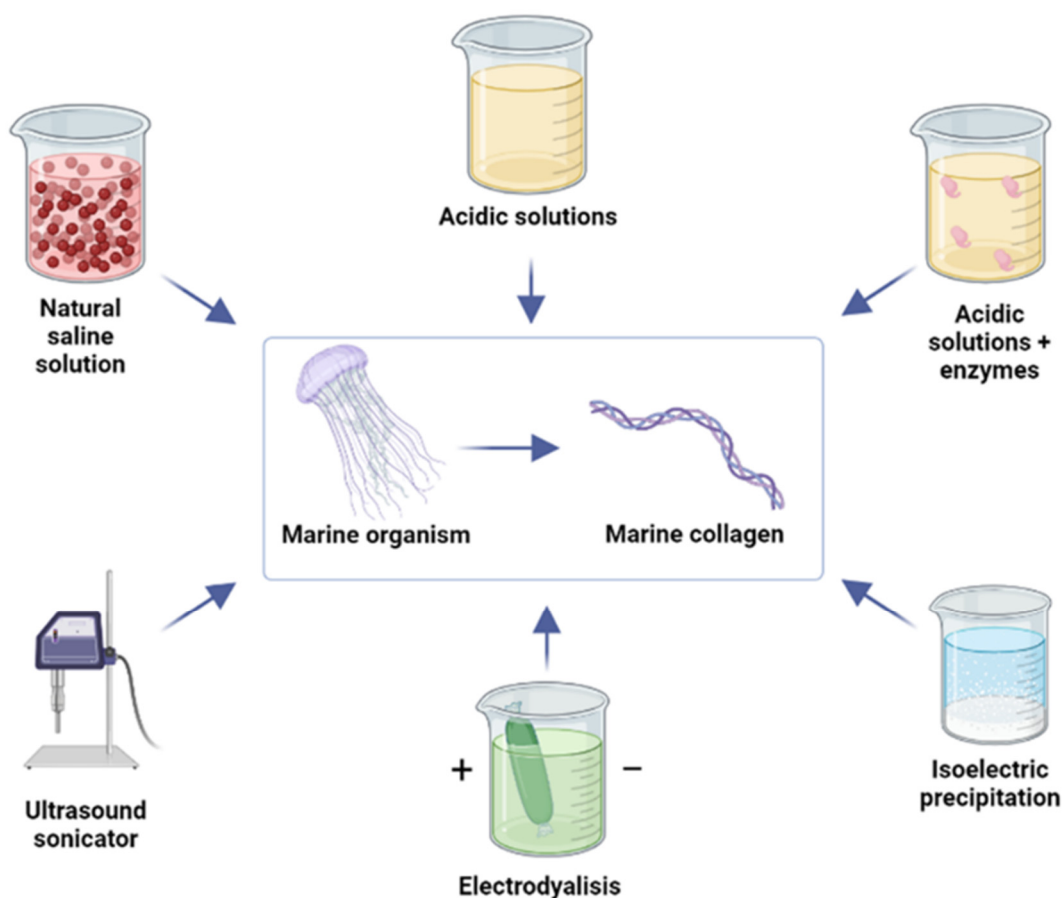 Acidic solutions
Natural
saline
solution
Acidic
solutions +
enzymes
Marine organism
Marine collagen
Ultrasound
sonicator
+
−
Electrodyalisis
Isoelectric
precipitation